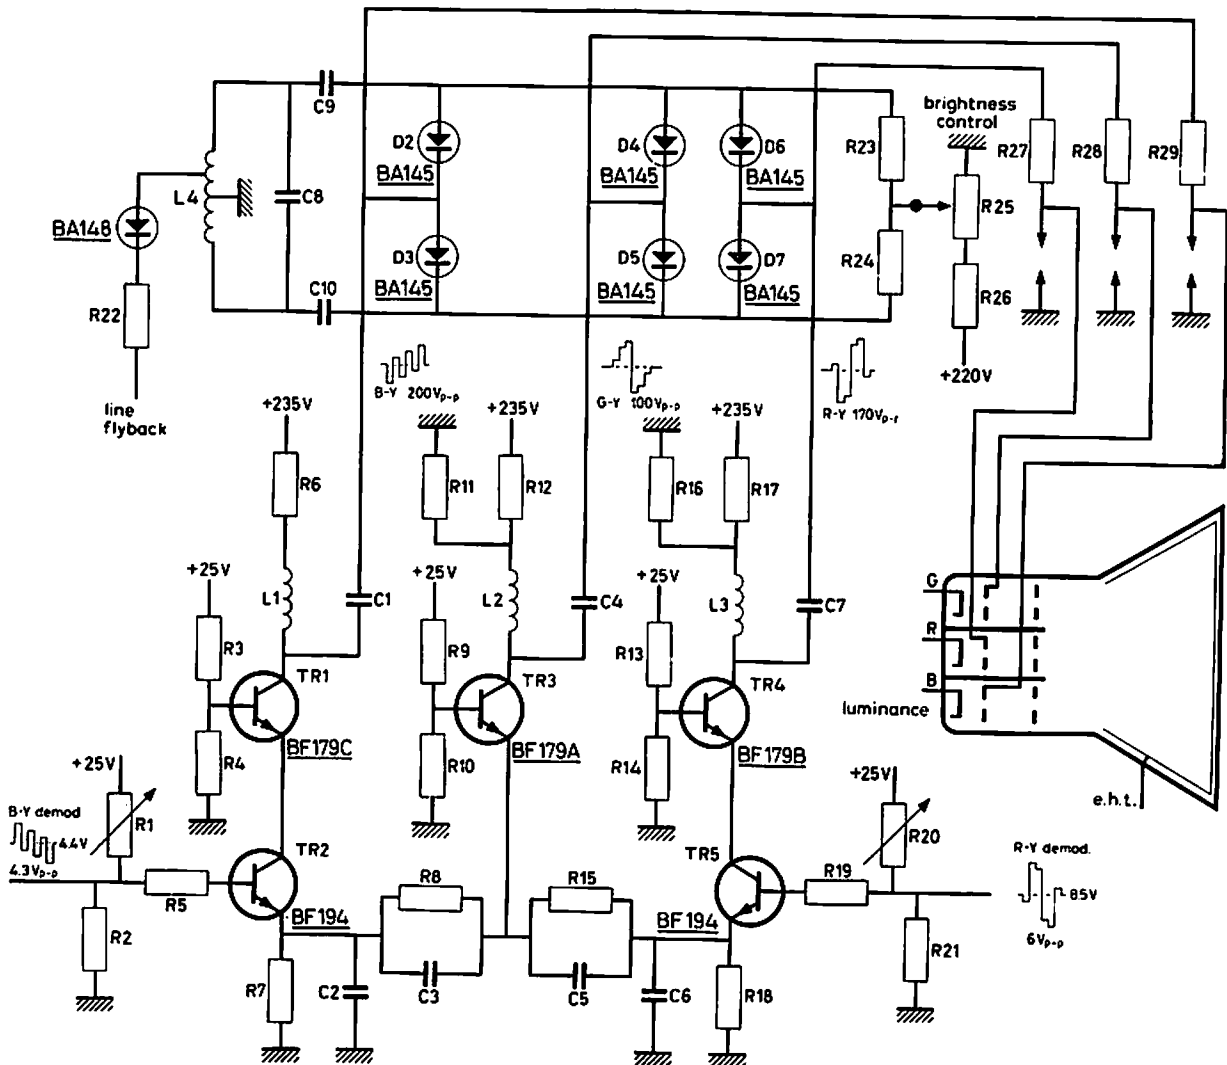 C9
brightness
control
D2
D4
D6
R23
R27
R28
R29
BA145
BA145
BA145
L4
C8
R25
BA148
D3
D5
D7
R24
C10
BA145
BA145
BA145
R26
R22
+220V
line
flyback
B-Y 200Vp-p
G-Y 100Vp-p
R-Y 170Vp-r
+235V
+235V
+235V
R6
R11
R12
R16
R17
+25V
+25V
+25V
L1
C1
L2
C4
L3
C7
G
R3
R9
R13
R
TR1
TR3
TR4
B
luminance
R4
BF179C
R10
BF179A
R14
BF179B
+25V
+25V
e.h.t.
B-Y demod
R1
R20
4.4V
TR2
TR5
R-Y demod.
4.3Vp-p
R8
R15
R19
8.5V
R5
BF194
BF194
R2
R21
6Vp-p
R7
C2
C3
C5
C6
R18